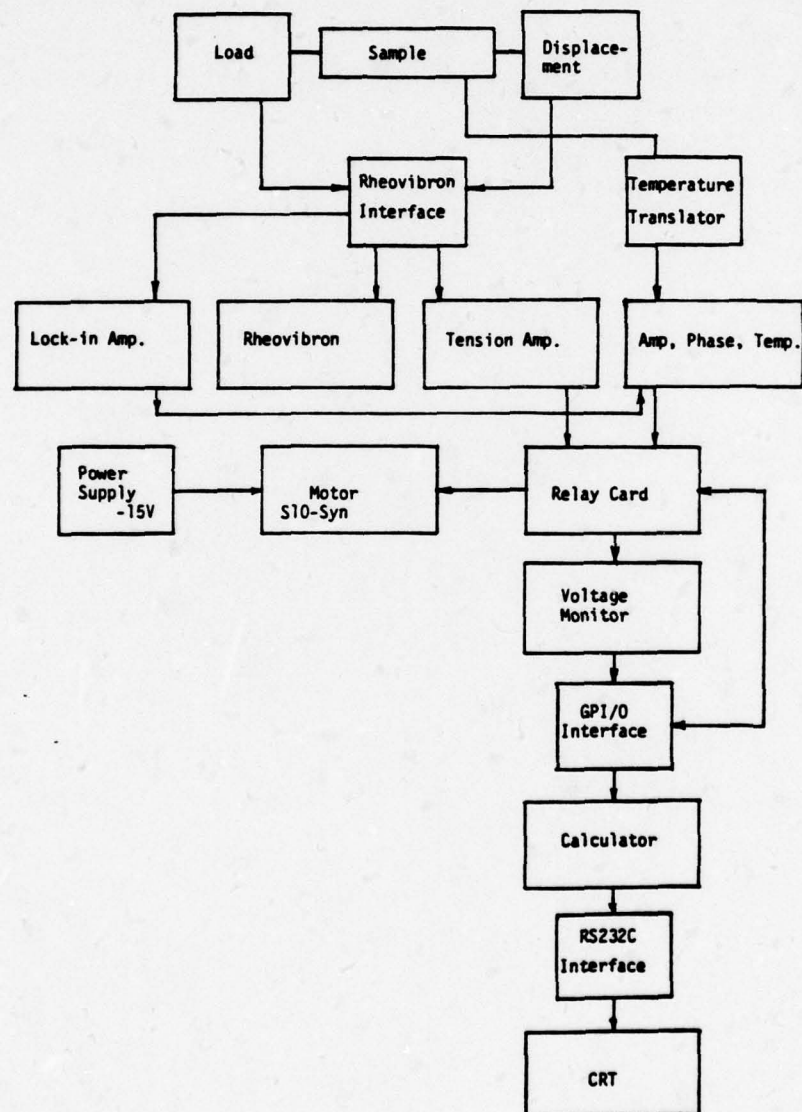 Load
Sample
Displace-
ment
Rheovibron
Interface
Temperature
Translator
Lock-in Amp.
Rheovibron
Tension Amp.
Amp, Phase, Temp.
Power
Supply
-15V
Motor
S10-Syn
Relay Card
Voltage
Monitor
GPI/O
Interface
Calculator
RS232C
Interface
CRT